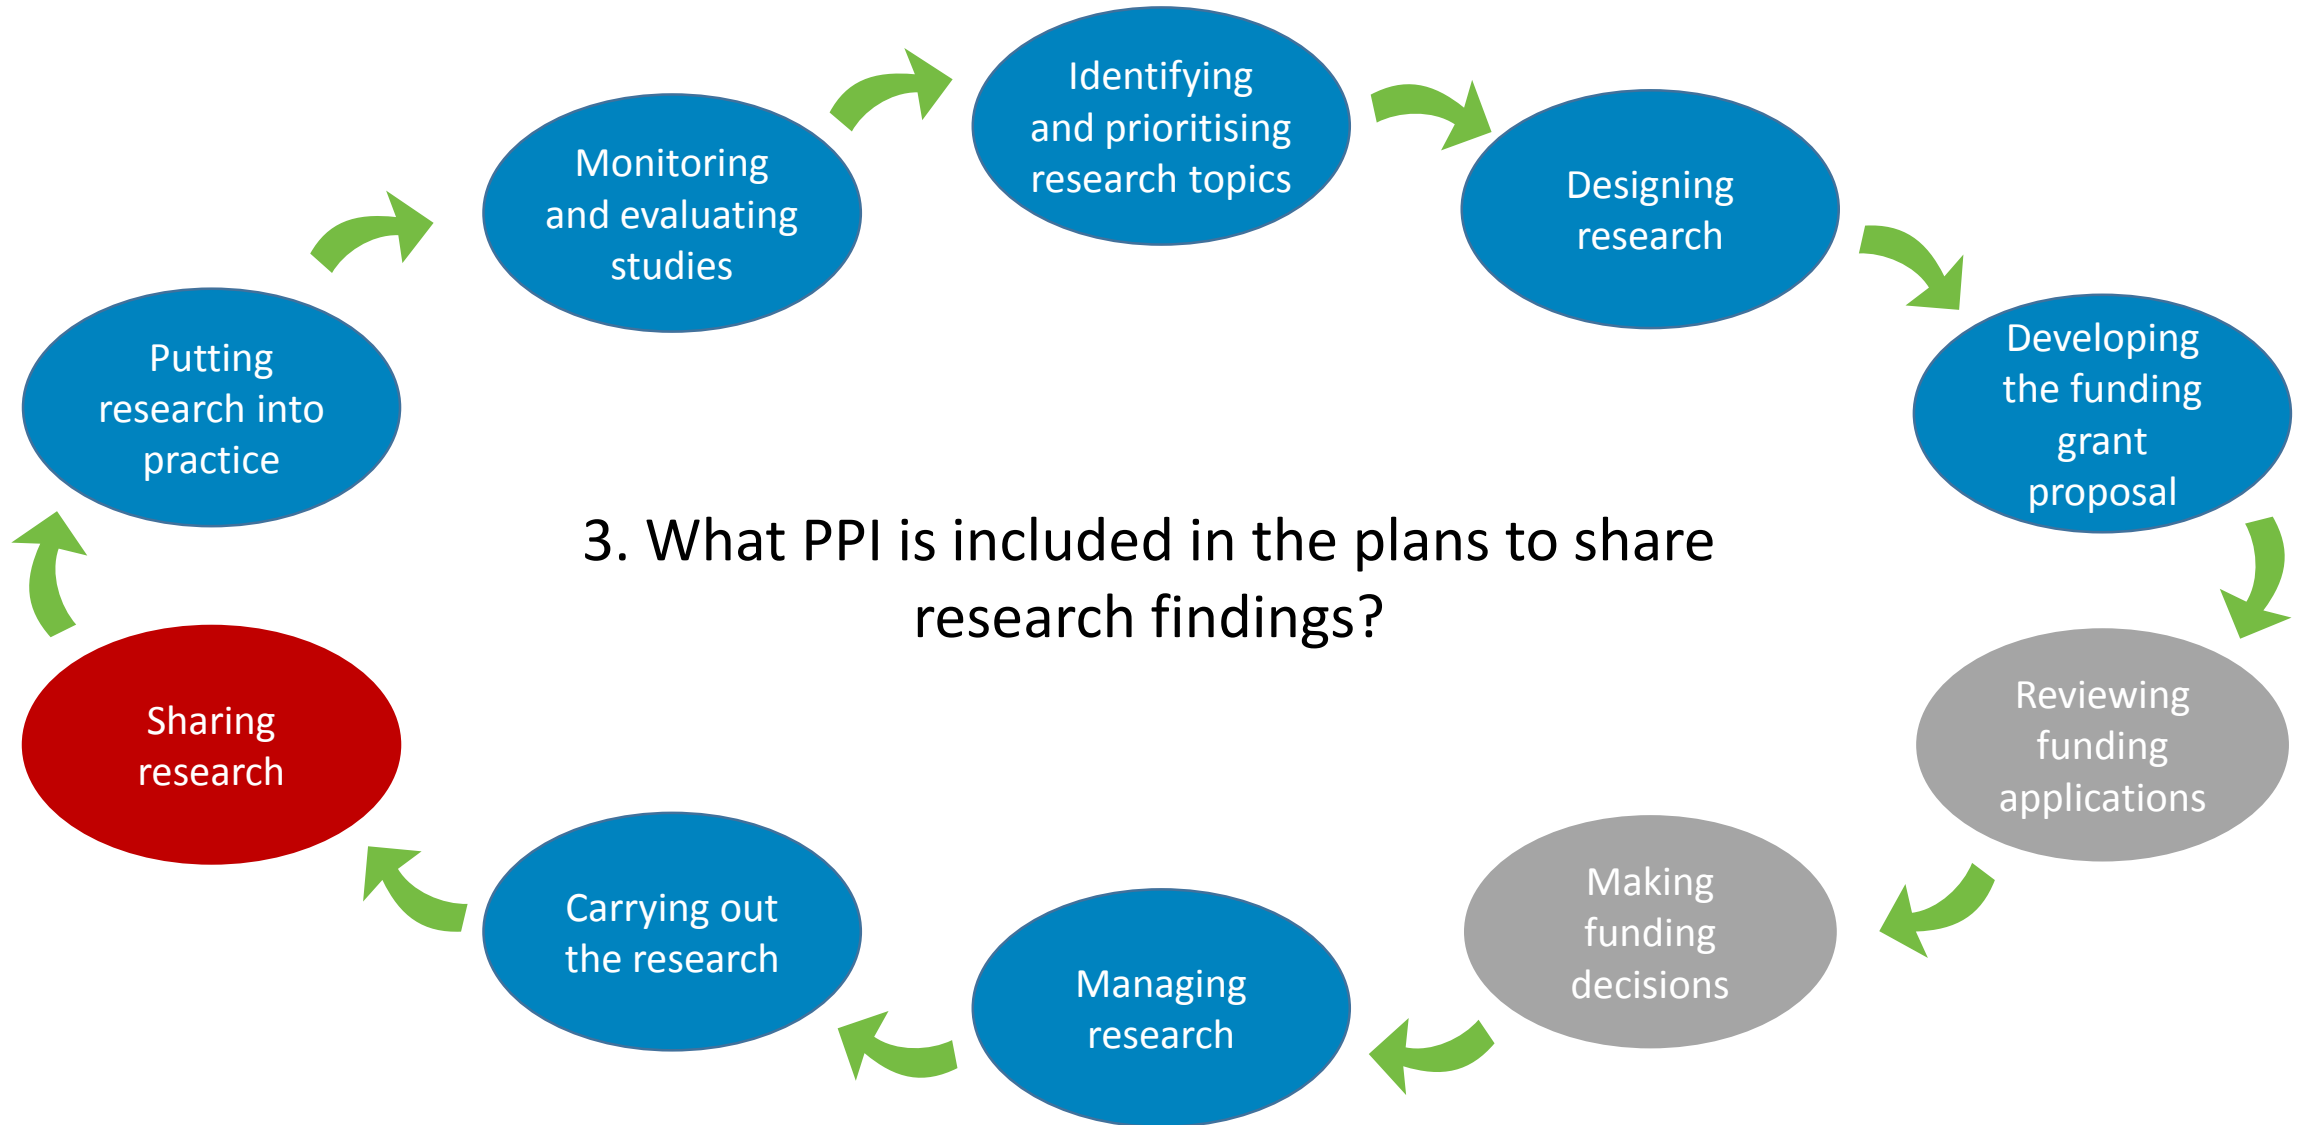 Identifying
and prioritising
research topics
Designing
research
Developing
the funding
grant
proposal
Reviewing
funding
applications
Making
funding
decisions
Managing
research
Carrying out
the research
Sharing
research
Putting
research into
practice
Monitoring
and evaluating
studies
3. What PPI is included in the plans to share
research findings?